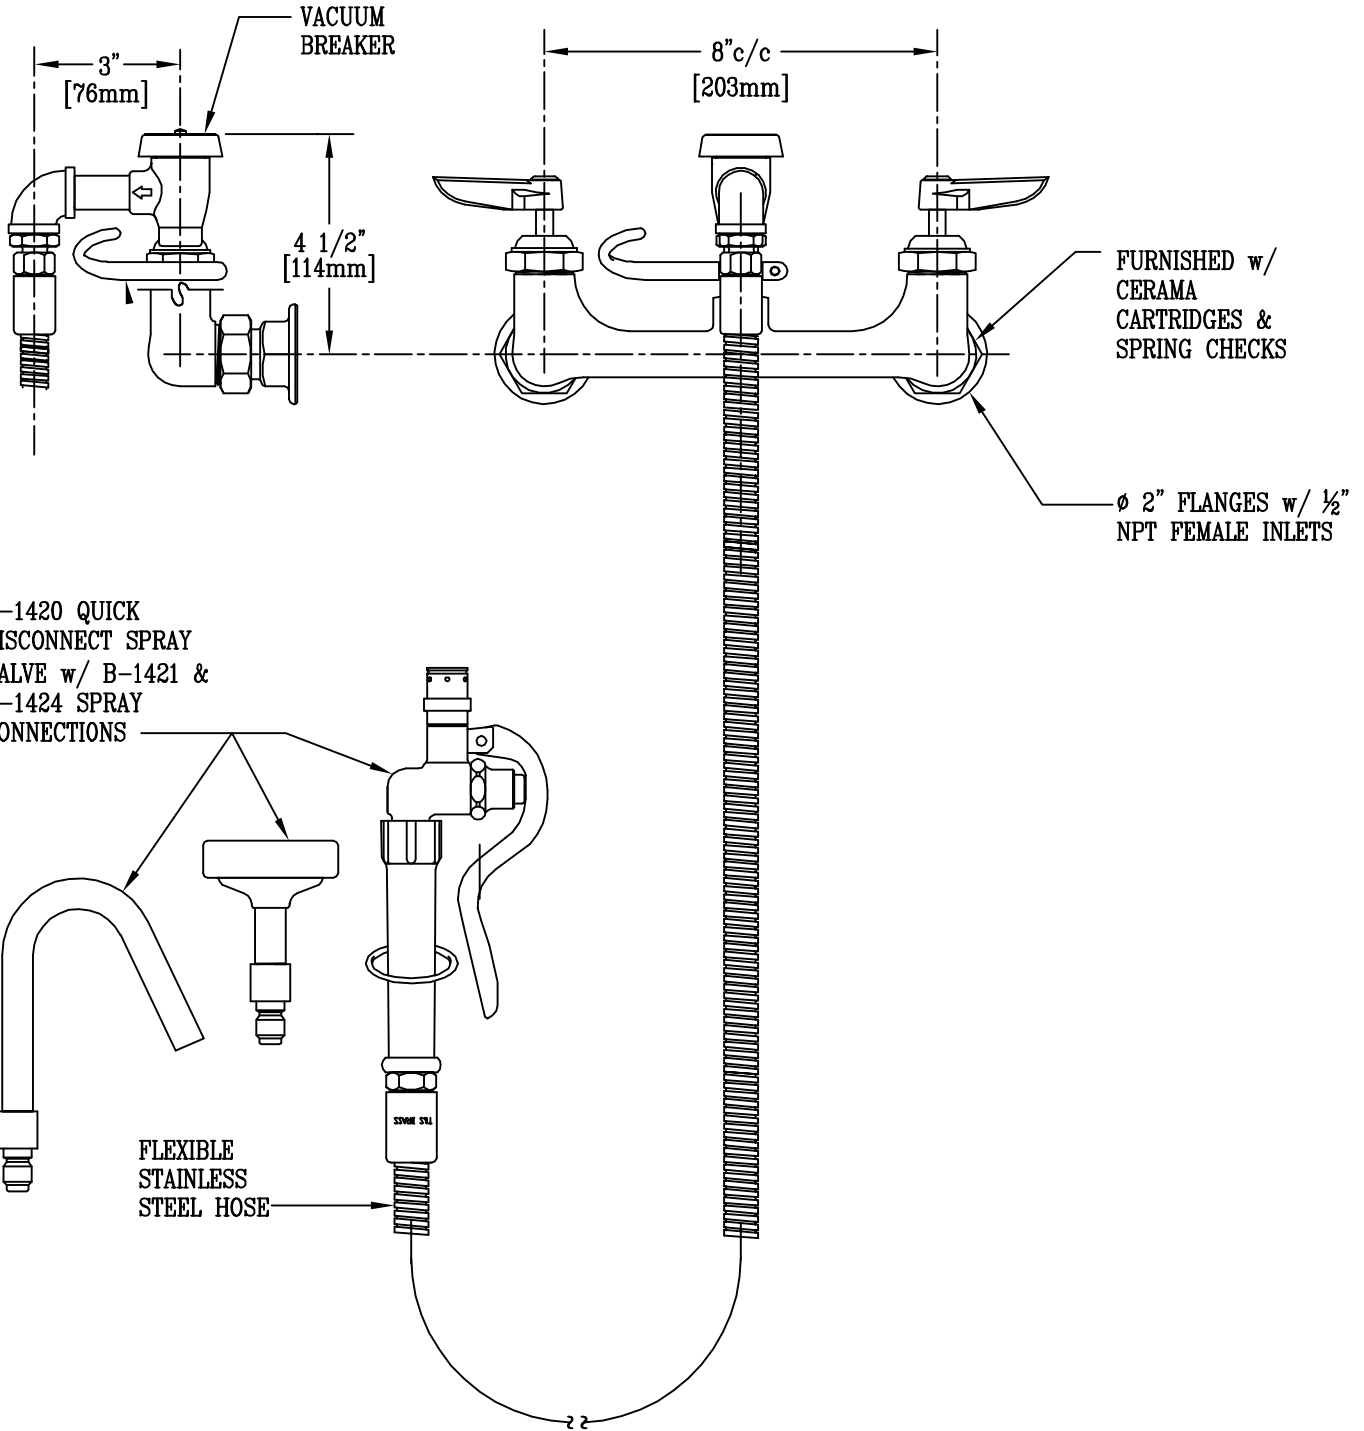 VACUUM
BREAKER
3"
[76mm]
8"c/c
[203mm]
4 1/2"
[114mm]
FURNISHED w/
CERAMA
CARTRIDGES &
SPRING CHECKS
ø 2" FLANGES w/ ½"
NPT FEMALE INLETS
-1420 QUICK
ISCONNECT SPRAY
ALVE w/ B-1421 &
-1424 SPRAY
ONNECTIONS
T&S BRASS
FLEXIBLE
STAINLESS
STEEL HOSE